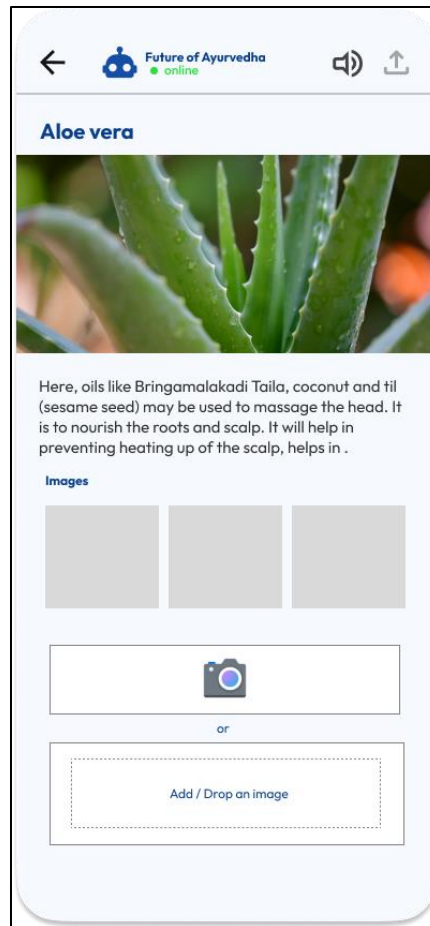 Future of Ayurvedha
online
Aloe vera
Here, oils like Bringamalakadi Taila, coconut and til
(sesame seed) may be used to massage the head. It
is to nourish the roots and scalp. It will help in
preventing heating up of the scalp, helps in .
Images
or
Add / Drop an image